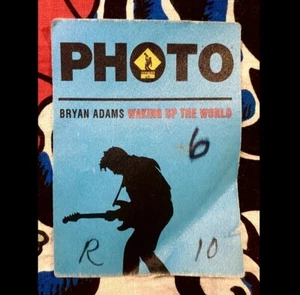 PHOTO
BRYAN ADAMS WAKING UP THE WORLD
6
R 10